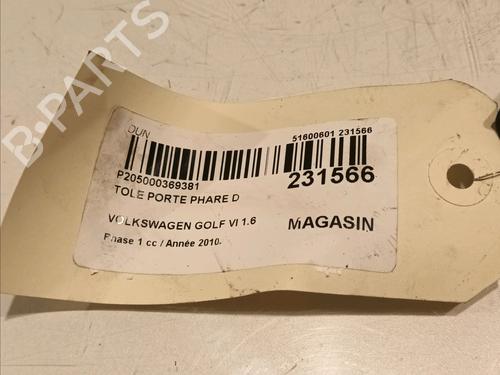 B-PARTS
DUN
51600601 231566
P205000369381
231566
TOLE PORTE PHARE D
VOLKSWAGEN GOLF VI 1.6
MAGASIN
Phase 1 cc / Année 2010.